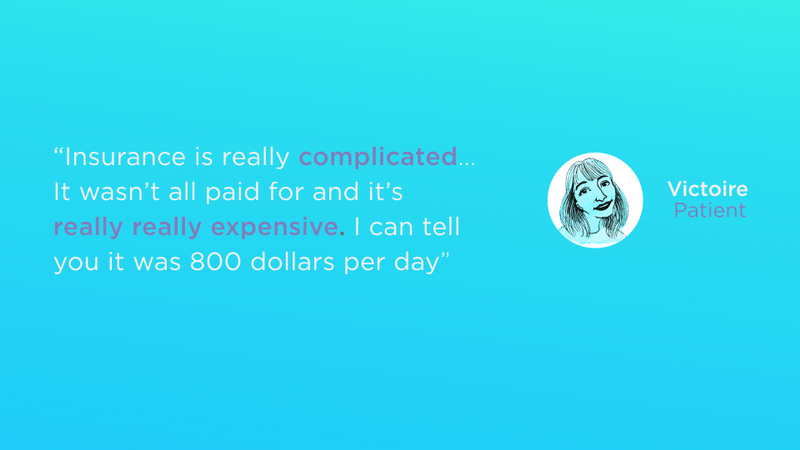 “Insurance is really complicated...
It wasn’t all paid for and it’s
really really expensive. I can tell
you it was 800 dollars per day”
Victoire
Patient